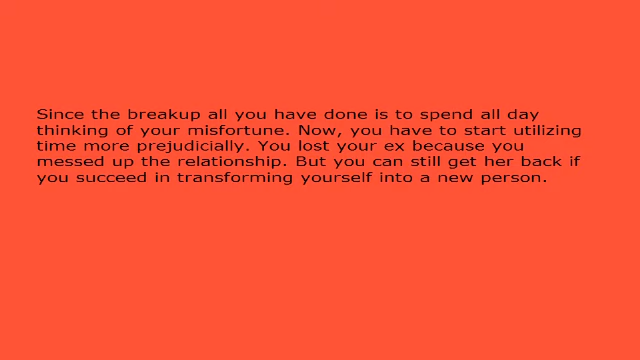 Since the breakup all you have done is to spend all day
thinking of your misfortune. Now, you have to start utilizing
time more prejudicially. You lost your ex because you
messed up the relationship. But you can still get her back if
you succeed in transforming yourself into a new person.